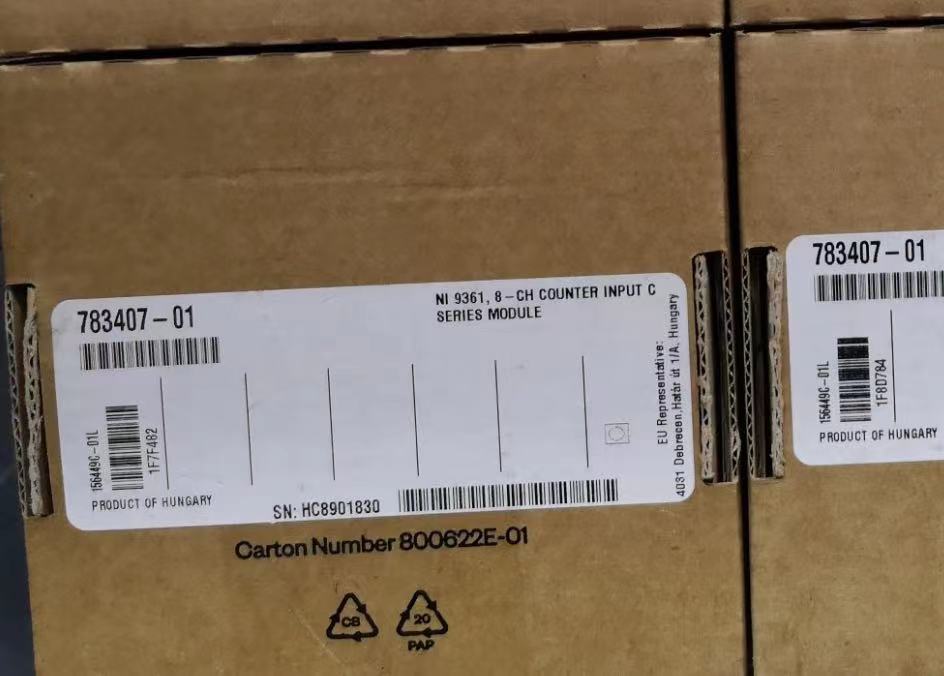 783407-01
NI 9361, 8-CH COUNTER INPUT C
SERIES MODULE
156449C-01L
1F7F482
PRODUCT OF HUNGARY
SN: HC8901830
EU Representative:
4031 Debrecen,Határ út 1/A, Hungary
Carton Number 800622E-01
CB
20
PAP
783407-01
156449C-01L
1F8D784
PRODUCT OF HUNGARY